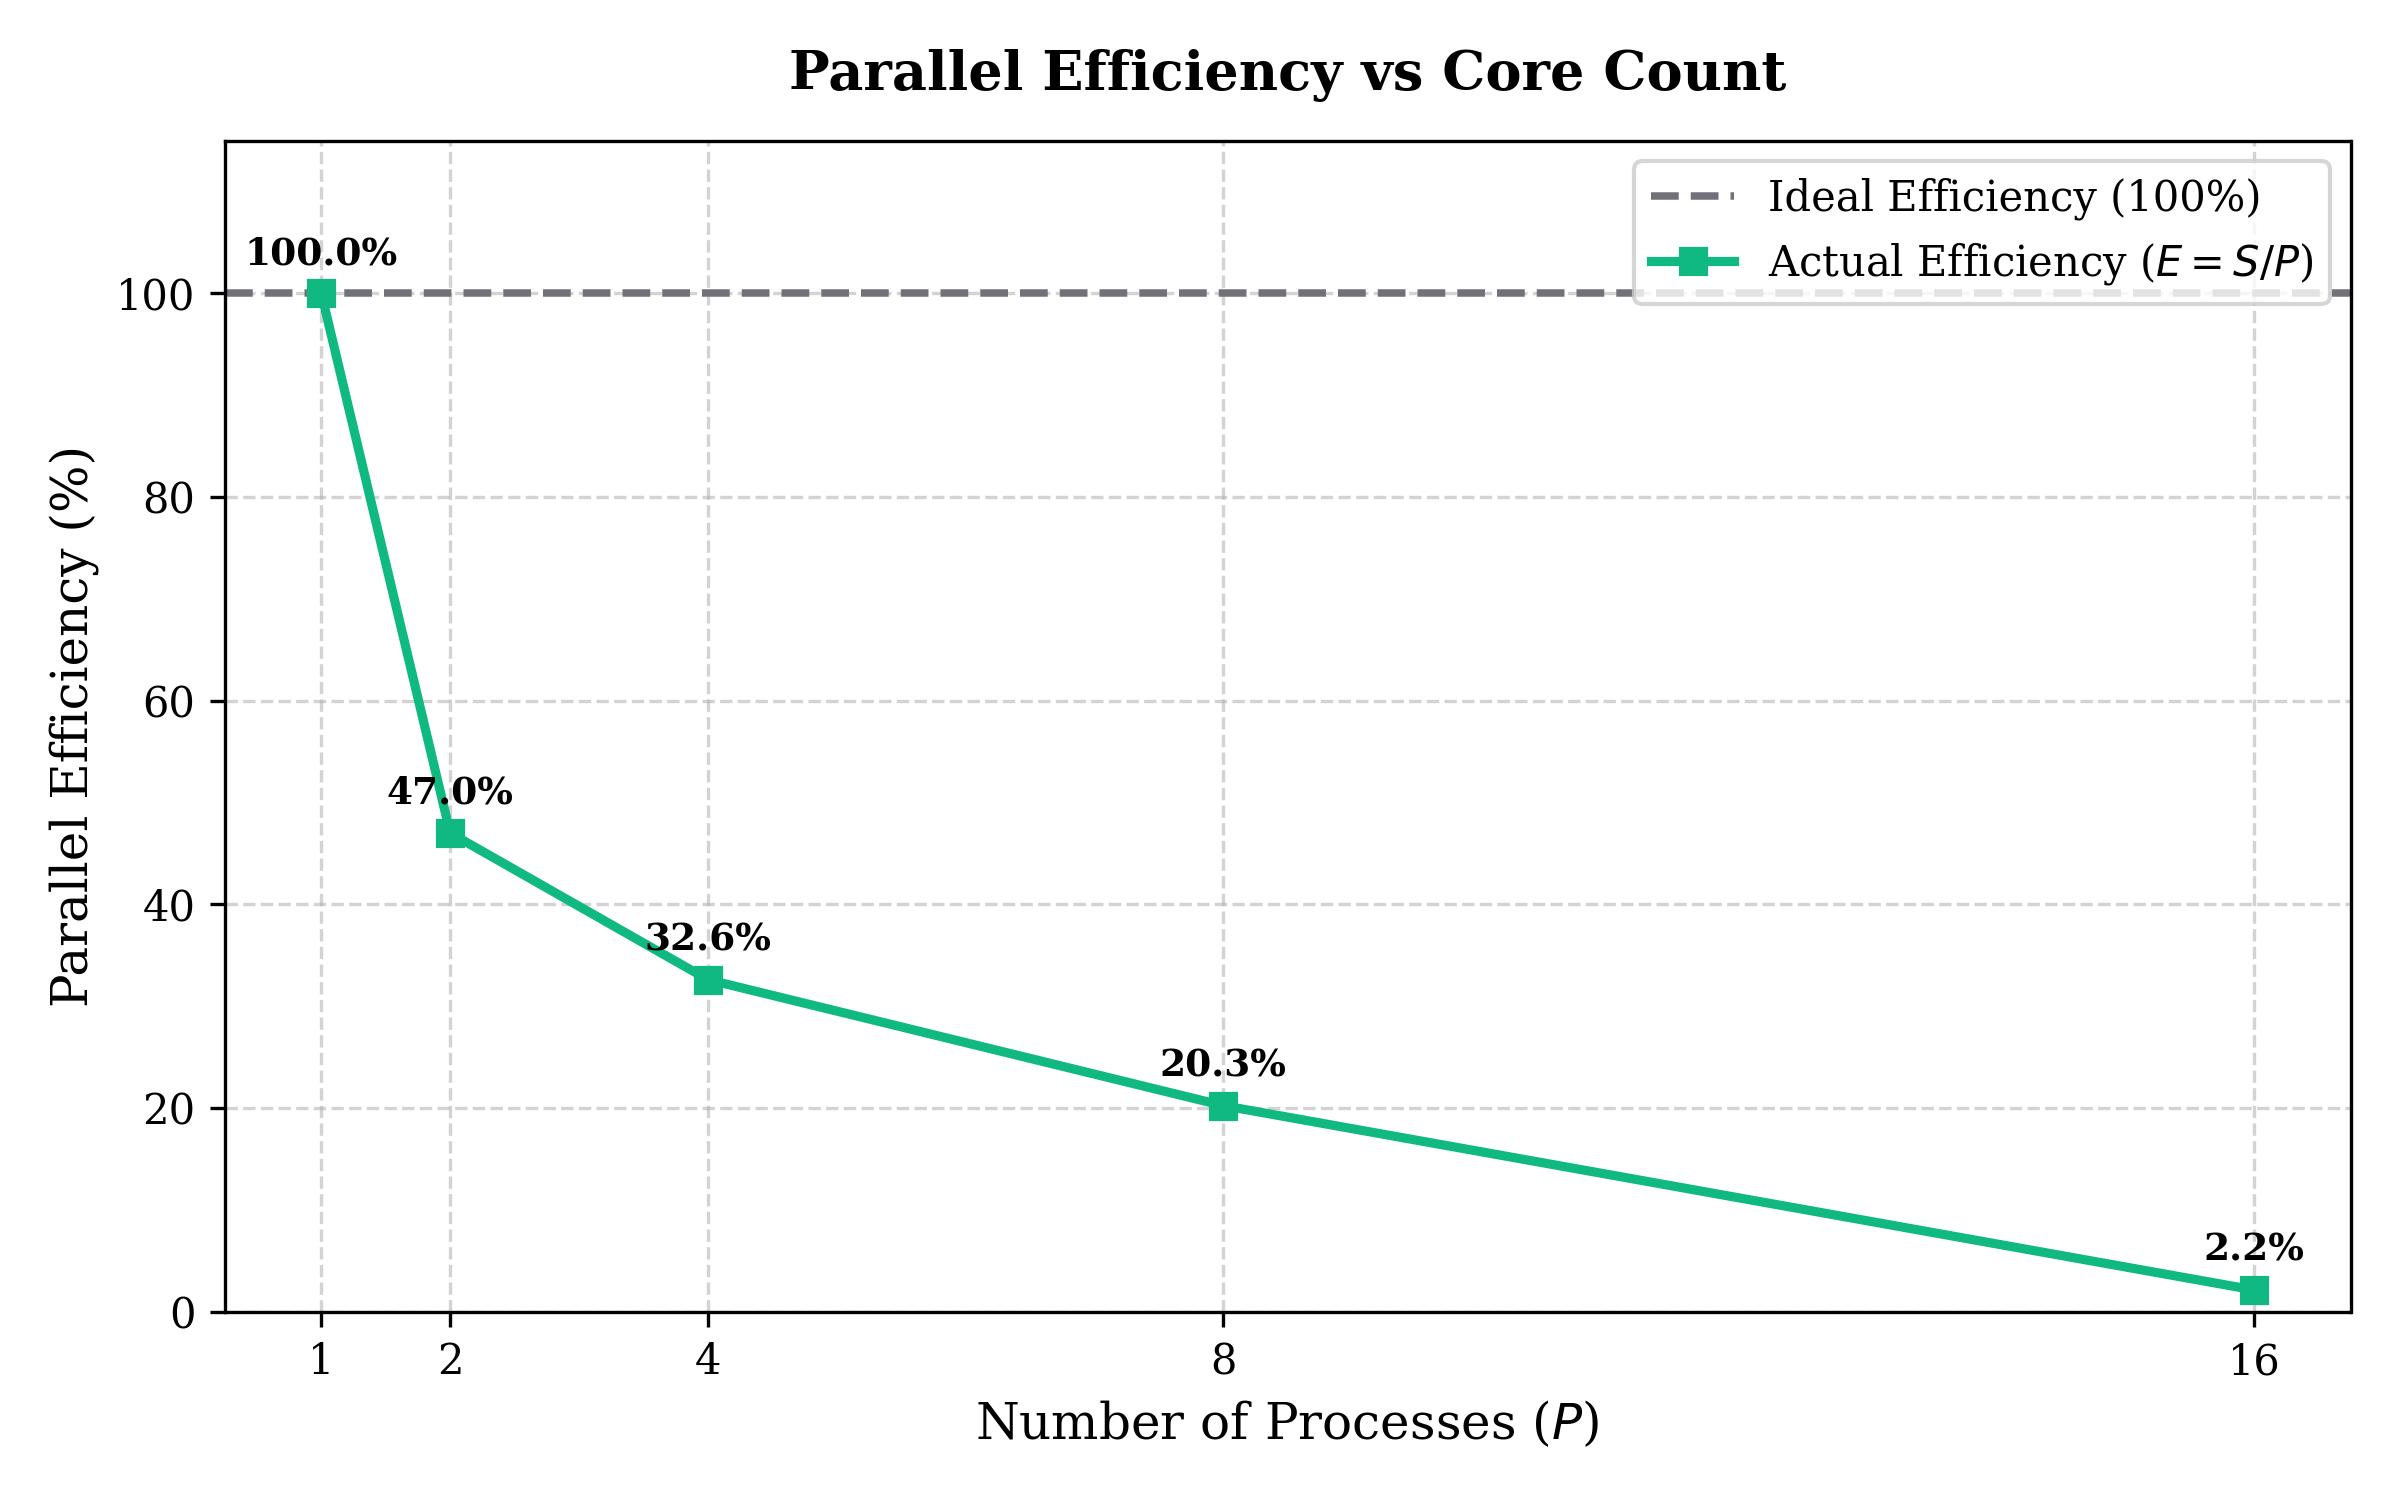 Parallel Efficiency vs Core Count
Ideal Efficiency (100%)
Actual Efficiency (E = S/P)
100.0%
47.0%
32.6%
20.3%
2.2%
Parallel Efficiency (%)
100
80
60
40
20
0
1 2 4 8 16
Number of Processes (P)